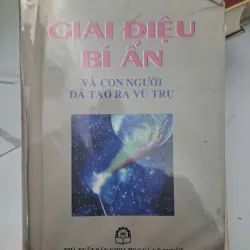 GIAI ĐIỆU
BÍ ẨN
VÀ CON NGƯỜI
ĐÃ TẠO RA VŨ TRỤ